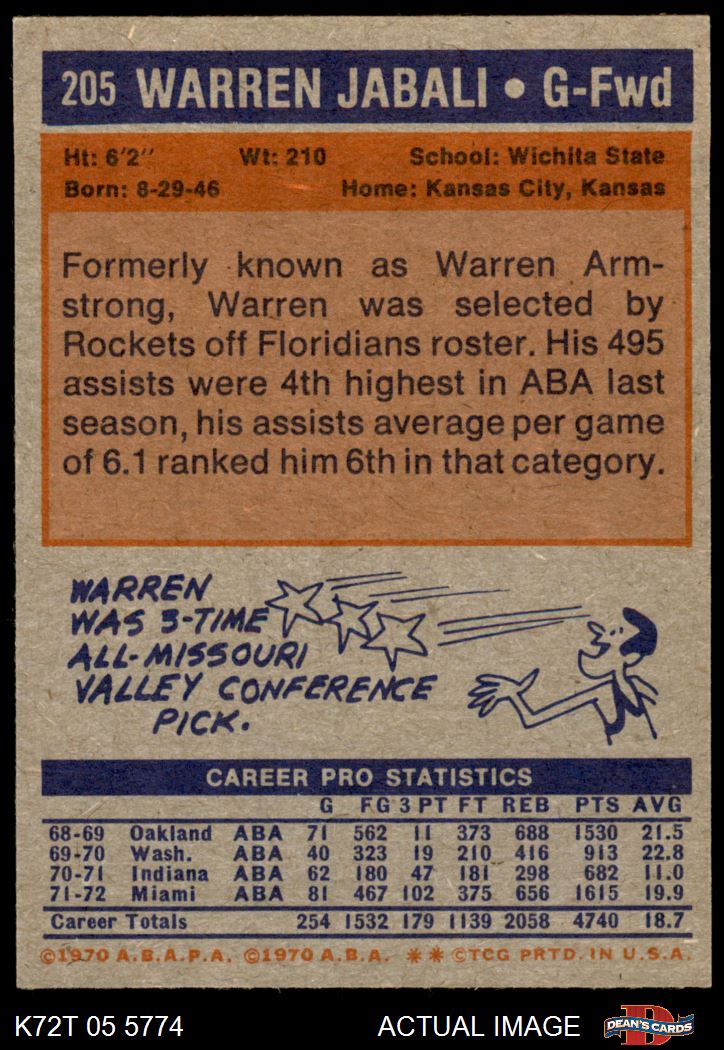 205 WARREN JABALI • G-Fwd
Ht: 6'2" Wt: 210 School: Wichita State
Born: 8-29-46 Home: Kansas City, Kansas
Formerly known as Warren Arm-
strong, Warren was selected by
Rockets off Floridians roster. His 495
assists were 4th highest in ABA last
season, his assists average per game
of 6.1 ranked him 6th in that category.
WARREN
WAS 3-TIME
ALL-MISSOURI
VALLEY CONFERENCE
PICK.
CAREER PRO STATISTICS
G FG 3 PT FT REB PTS AVG
68-69 Oakland ABA 71 562 11 373 688 1530 21.5
69-70 Wash. ABA 40 323 19 210 416 913 22.8
70-71 Indiana ABA 62 180 47 181 298 682 11.0
71-72 Miami ABA 81 467 102 375 656 1615 19.9
Career Totals 254 1532 179 1139 2058 4740 18.7
©1970 A.B.A.P.A. ©1970 A.B.A. ** ©TCG PRTD. IN U.S.A.
K72T 05 5774 ACTUAL IMAGE D DEAN'S CARDS